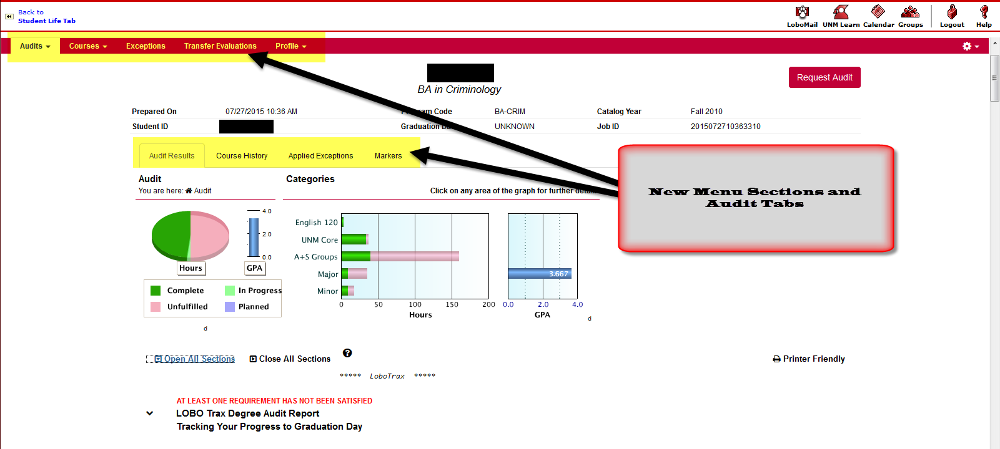 Back to
Student Life Tab
LoboMail UNM Learn Calendar Groups Logout Help
Audits Courses Exceptions Transfer Evaluations Profile
BA in Criminology
Request Audit
Prepared On 07/27/2015 10:36 AM Program Code BA-CRIM Catalog Year Fall 2010
Student ID Graduation UNKNOWN Job ID 2015072710363310
Audit Results Course History Applied Exceptions Markers
Audit
You are here: Audit
Categories
Click on any area of the graph for further details
New Menu Sections and
Audit Tabs
4.0
2.0
0.0
Hours GPA
Complete In Progress
Unfulfilled Planned
d
English 120
UNM Core
A+S Groups
Major
Minor
0 50 100 150 200
Hours
3.667
0.0 2.0 4.0
GPA
d
Open All Sections Close All Sections ? Printer Friendly
***** LoboTrax *****
AT LEAST ONE REQUIREMENT HAS NOT BEEN SATISFIED
LOBO Trax Degree Audit Report
Tracking Your Progress to Graduation Day